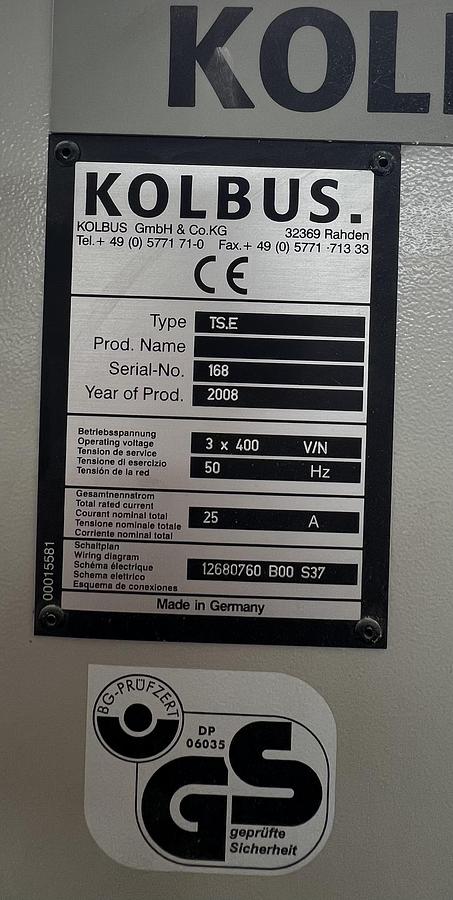 KOL
KOLBUS.
KOLBUS GmbH & Co.KG 32369 Rahden
Tel.+ 49 (0) 5771 71-0 Fax.+ 49 (0) 5771 -713 33
CE
Type TS.E
Prod. Name
Serial-No. 168
Year of Prod. 2008
Betriebsspannung
Operating voltage
Tension de service
Tensione di esercizio
Tensión de la red
3 x 400 V/N
50 Hz
Gesamtnennstrom
Total rated current
Courant nominal total
Tensione nominale totale
Corriente nominal total
25 A
Schaltplan
Wiring diagram
Schéma électrique
Schema elettrico
Esquema de conexiones
12680760 B00 S37
Made in Germany
00015581
BG-PRÜFZERT
DP
06035
GS
geprüfte
Sicherheit